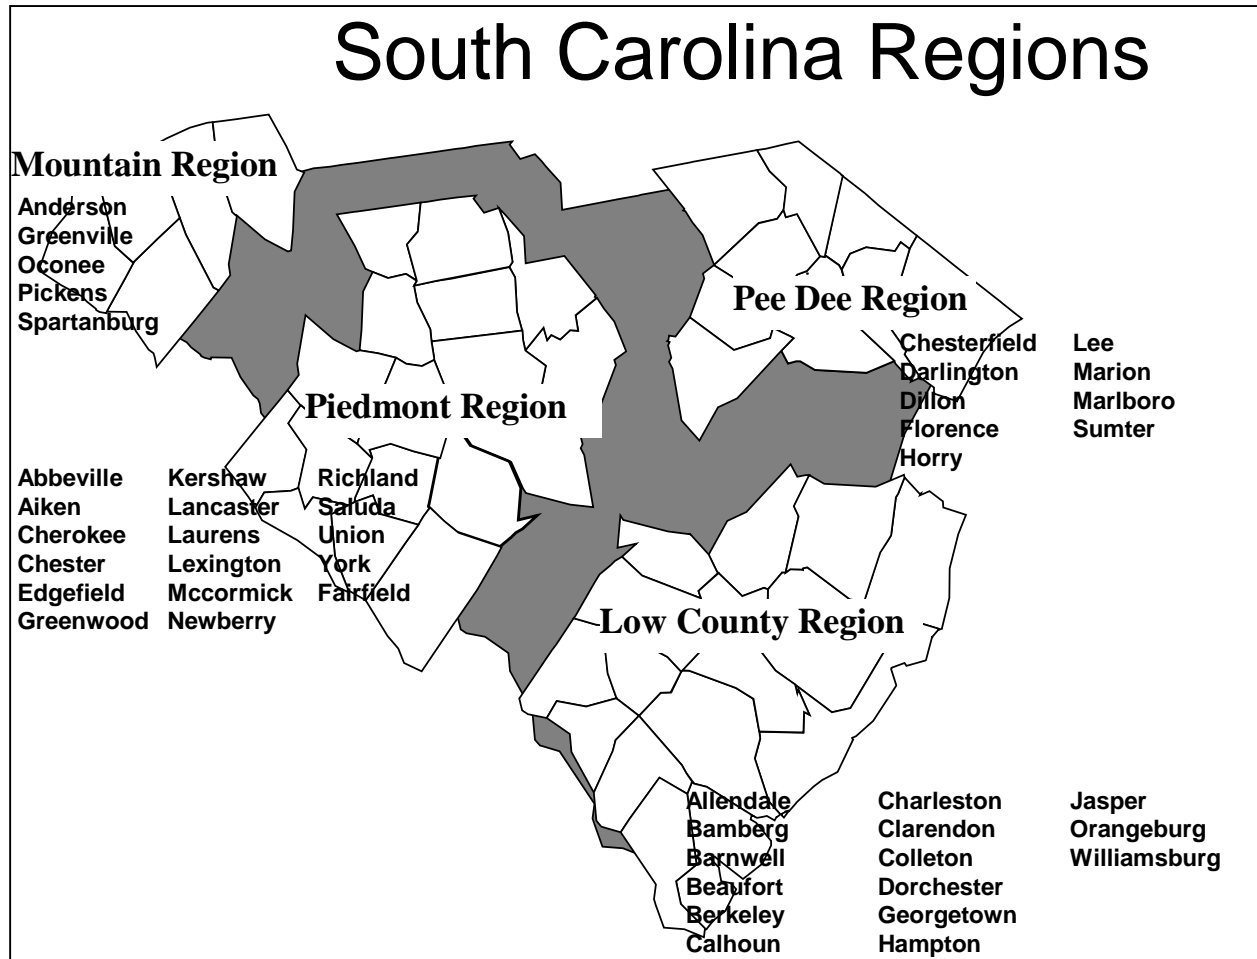 South Carolina Regions
Mountain Region
Anderson
Greenville
Oconee
Pickens
Spartanburg
Pee Dee Region
Chesterfield Lee
Darlington Marion
Dillon Marlboro
Florence Sumter
Horry
Piedmont Region
Abbeville Kershaw Richland
Aiken Lancaster Saluda
Cherokee Laurens Union
Chester Lexington York
Edgefield Mccormick Fairfield
Greenwood Newberry
Low County Region
Allendale Charleston Jasper
Bamberg Clarendon Orangeburg
Barnwell Colleton Williamsburg
Beaufort Dorchester
Berkeley Georgetown
Calhoun Hampton